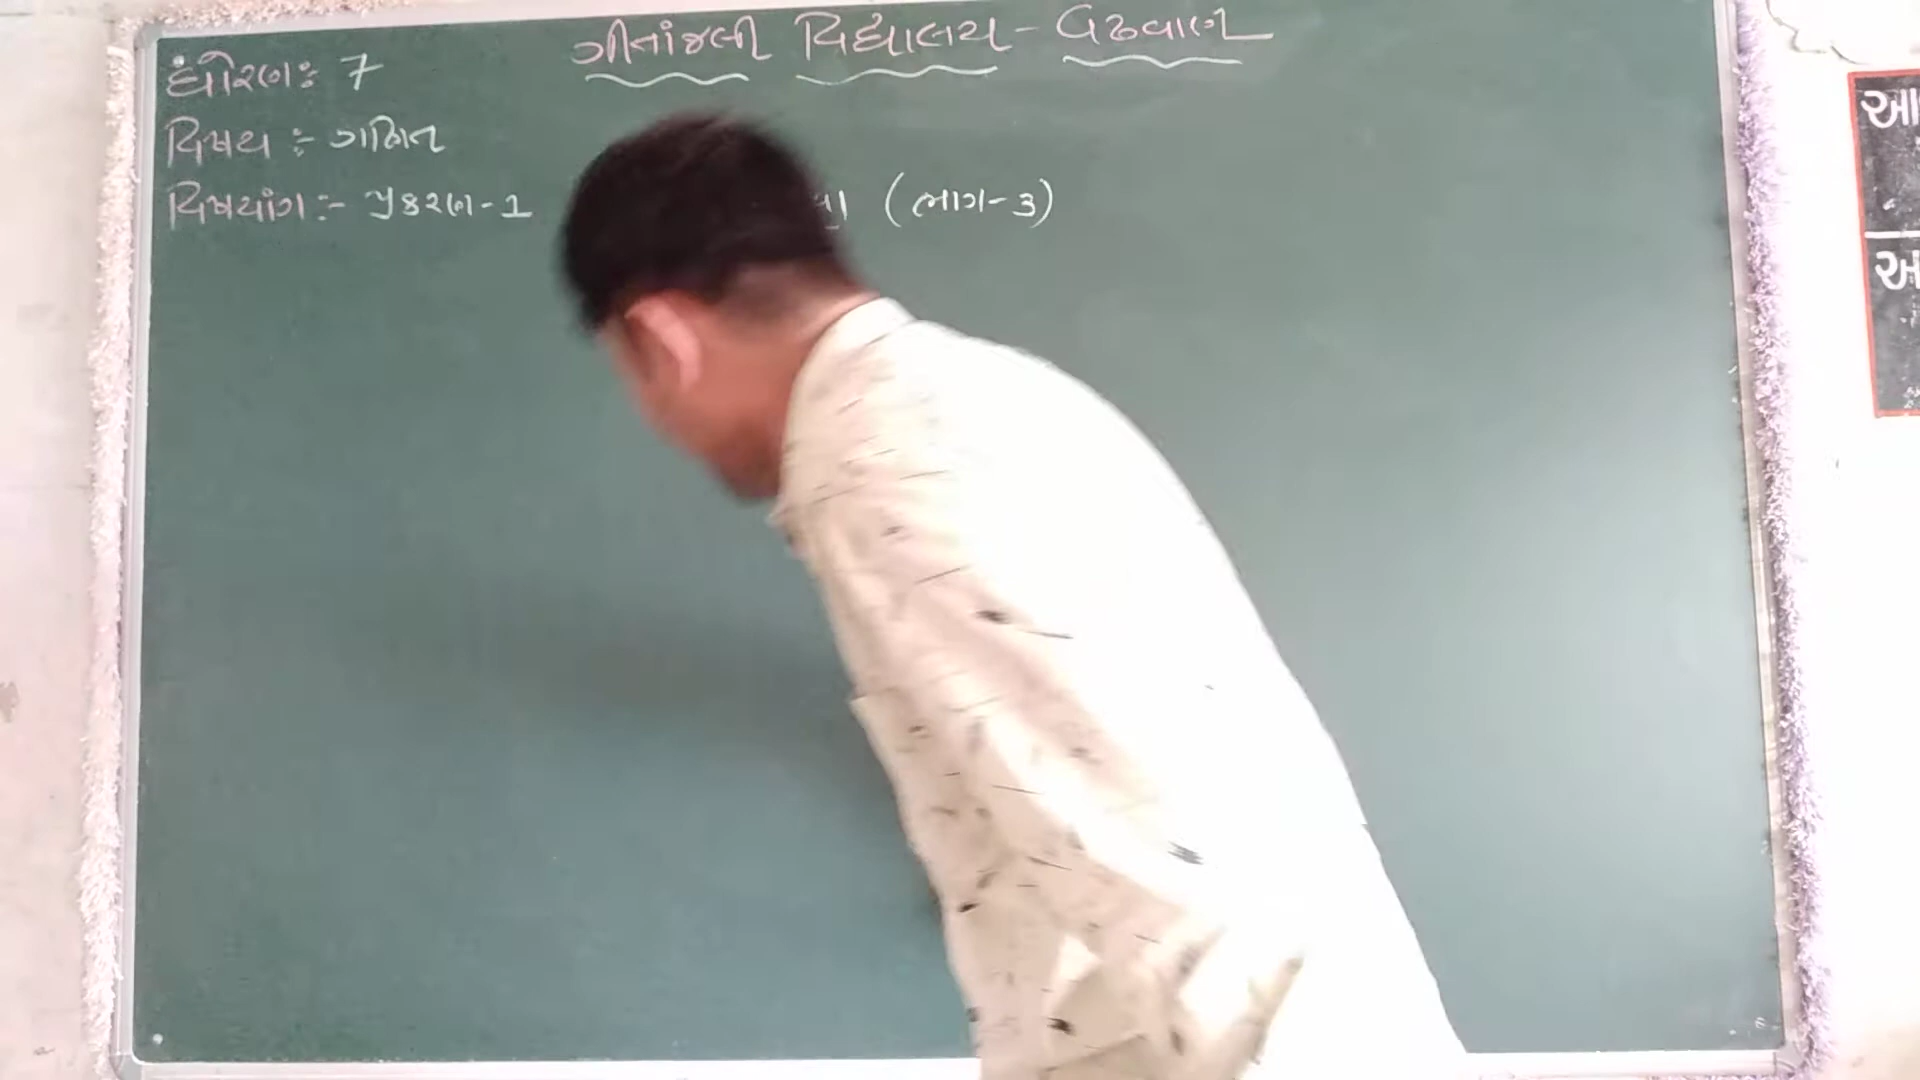 ગીતાંજલી વિદ્યાલય - વઢવાણ
ધોરણ: 7
વિષય :- ગણિત
વિષયાંગ :- પ્રકરણ-1 (ભાગ-3)
આ
અ